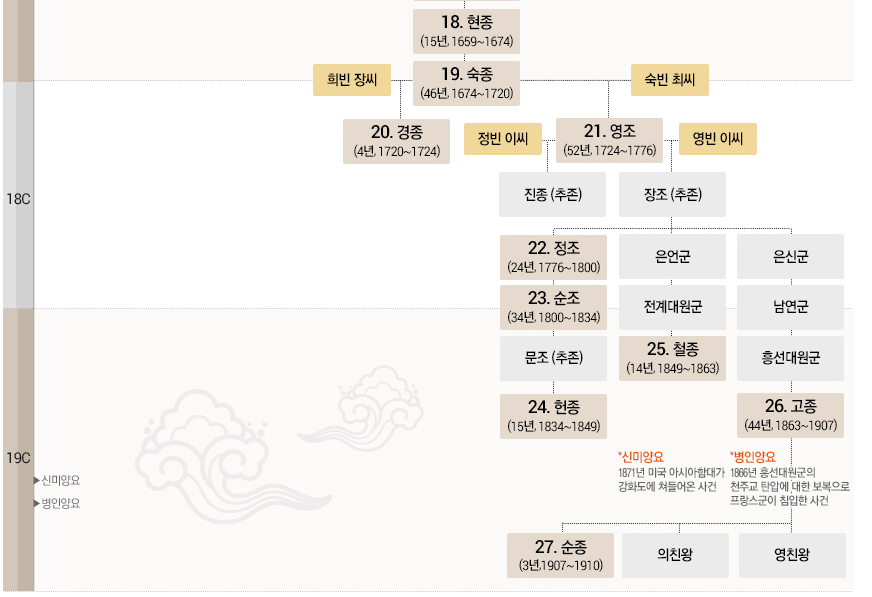 18. 현종
(15년, 1659~1674)
희빈 장씨
19. 숙종
(46년, 1674~1720)
숙빈 최씨
20. 경종
(4년, 1720~1724)
정빈 이씨
21. 영조
(52년, 1724~1776)
영빈 이씨
18C
진종 (추존)
장조 (추존)
22. 정조
(24년, 1776~1800)
은언군
은신군
23. 순조
(34년, 1800~1834)
전계대원군
남연군
문조 (추존)
25. 철종
(14년, 1849~1863)
흥선대원군
24. 헌종
(15년, 1834~1849)
26. 고종
(44년, 1863~1907)
19C
▶신미양요
▶병인양요
*신미양요
1871년 미국 아시아함대가
강화도에 쳐들어온 사건
*병인양요
1866년 흥선대원군의
천주교 탄압에 대한 보복으로
프랑스군이 침입한 사건
27. 순종
(3년,1907~1910)
의친왕
영친왕